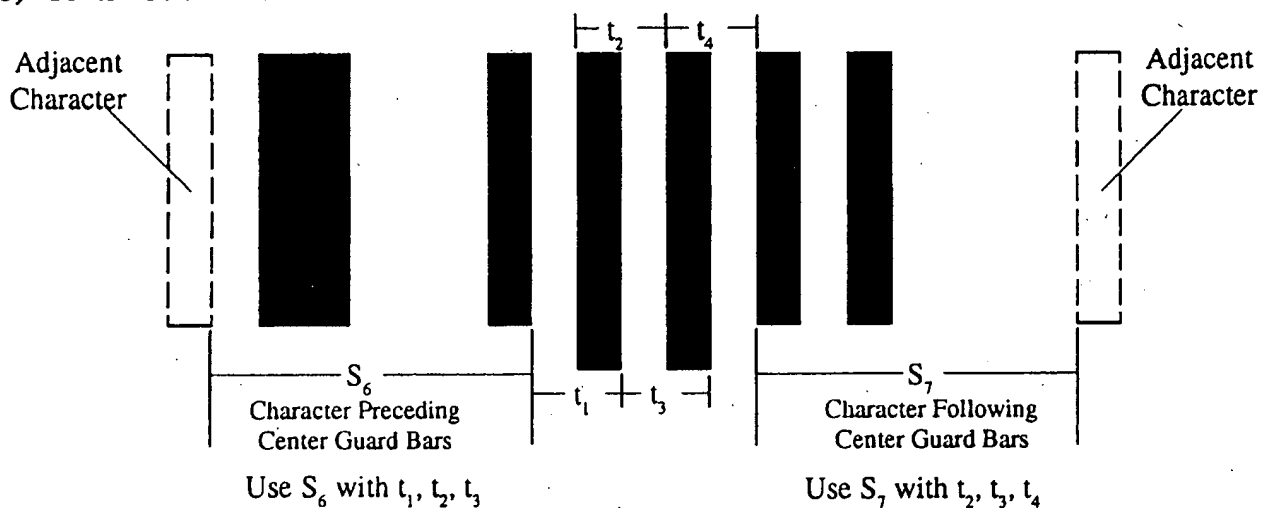 t₂
t₄
Adjacent
Character
Adjacent
Character
S₆
t₁
t₃
S₇
Character Preceding
Center Guard Bars
Character Following
Center Guard Bars
Use S₆ with t₁, t₂, t₃
Use S₇ with t₂, t₃, t₄